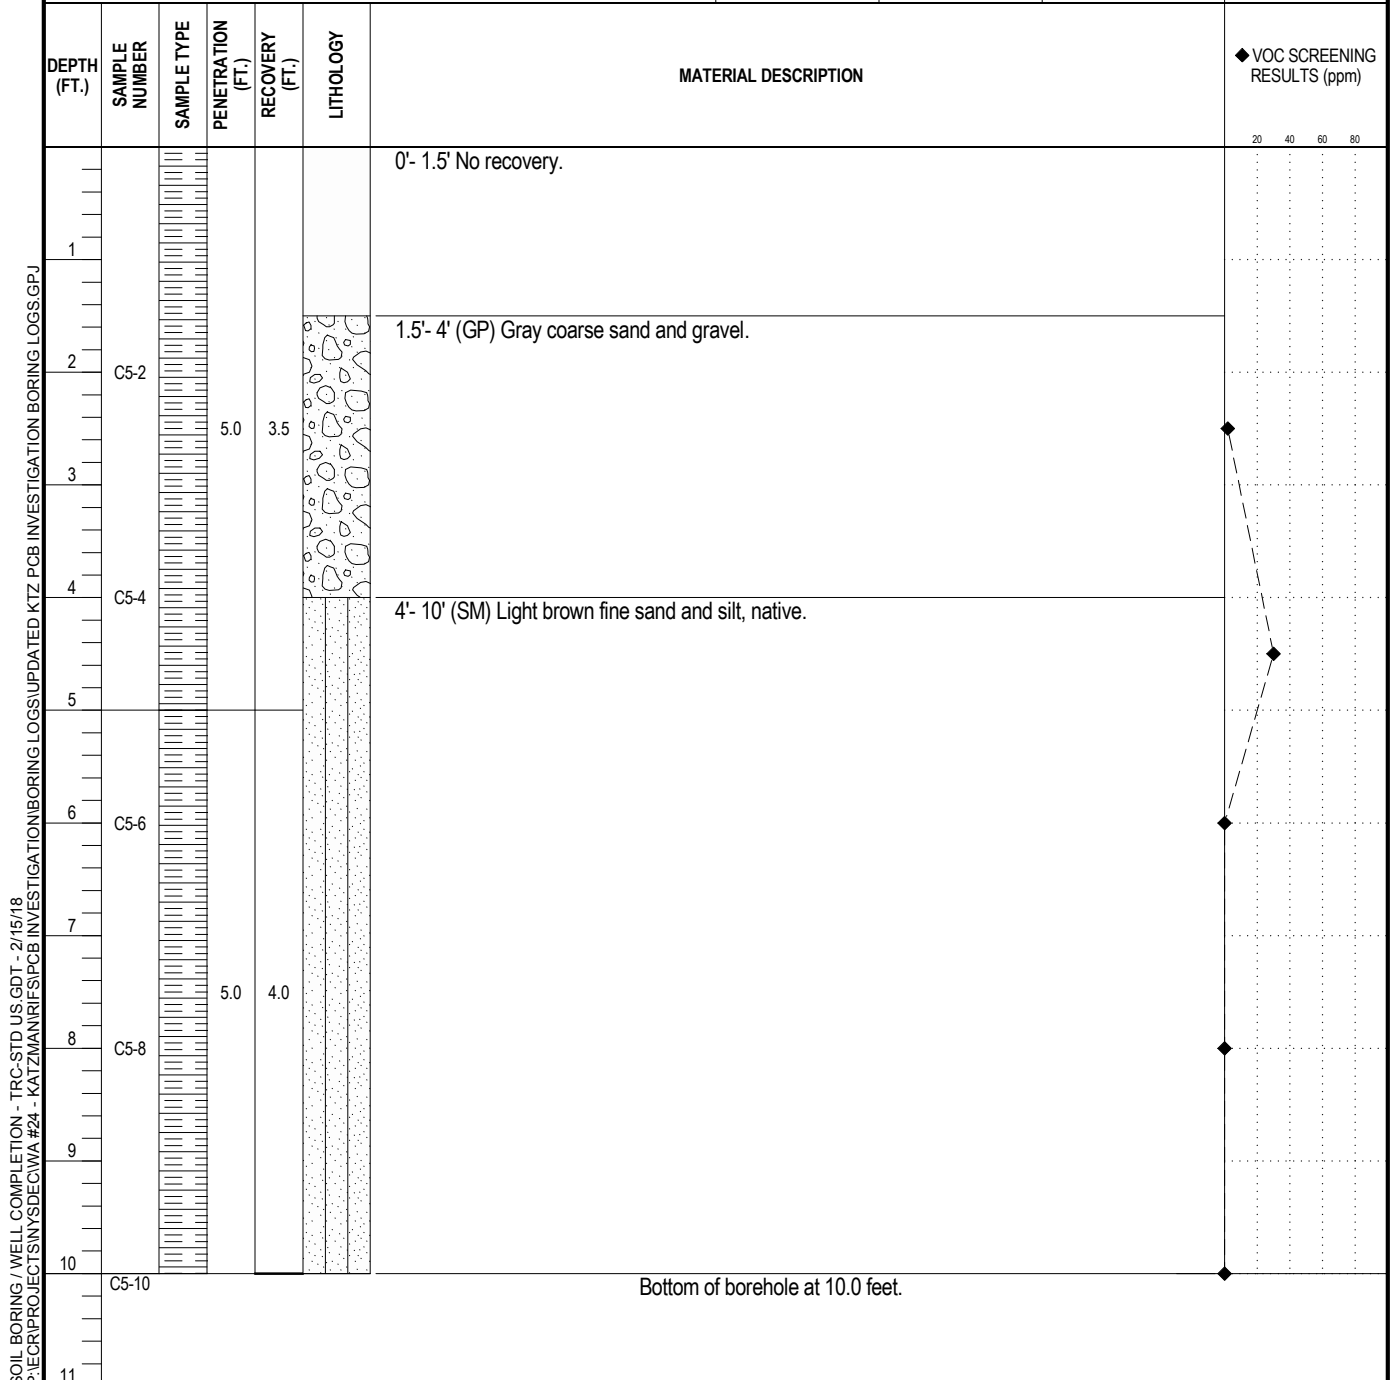 DEPTH
(FT.)
SAMPLE
NUMBER
SAMPLE TYPE
PENETRATION
(FT.)
RECOVERY
(FT.)
LITHOLOGY
MATERIAL DESCRIPTION
VOC SCREENING
RESULTS (ppm)
20 40 60 80
0'- 1.5' No recovery.
1
1.5'- 4' (GP) Gray coarse sand and gravel.
2
C5-2
5.0 3.5
3
4
C5-4
4'- 10' (SM) Light brown fine sand and silt, native.
5
6
C5-6
7
5.0 4.0
8
C5-8
9
10
C5-10
Bottom of borehole at 10.0 feet.
11
SOIL BORING / WELL COMPLETION - TRC-STD US.GDT - 2/15/18
P:\ECR\PROJECTS\NYSDEC\WA #24 - KATZMAN\RIFS\PCB INVESTIGATION\BORING LOGS\UPDATED KTZ PCB INVESTIGATION BORING LOGS.GPJ